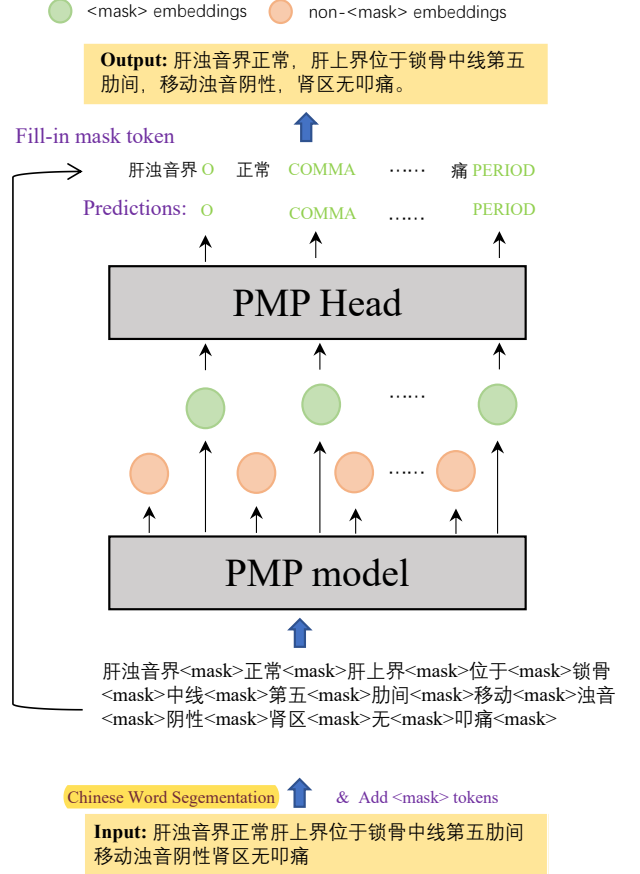 <mask> embeddings non-<mask> embeddings
Output: 肝浊音界正常，肝上界位于锁骨中线第五
肋间，移动浊音阴性，肾区无叩痛。
Fill-in mask token
肝浊音界 O 正常 COMMA …… 痛 PERIOD
Predictions: O COMMA …… PERIOD
PMP Head
……
……
PMP model
肝浊音界<mask>正常<mask>肝上界<mask>位于<mask>锁骨
<mask>中线<mask>第五<mask>肋间<mask>移动<mask>浊音
<mask>阴性<mask>肾区<mask>无<mask>叩痛<mask>
Chinese Word Segementation & Add <mask> tokens
Input: 肝浊音界正常肝上界位于锁骨中线第五肋间
移动浊音阴性肾区无叩痛